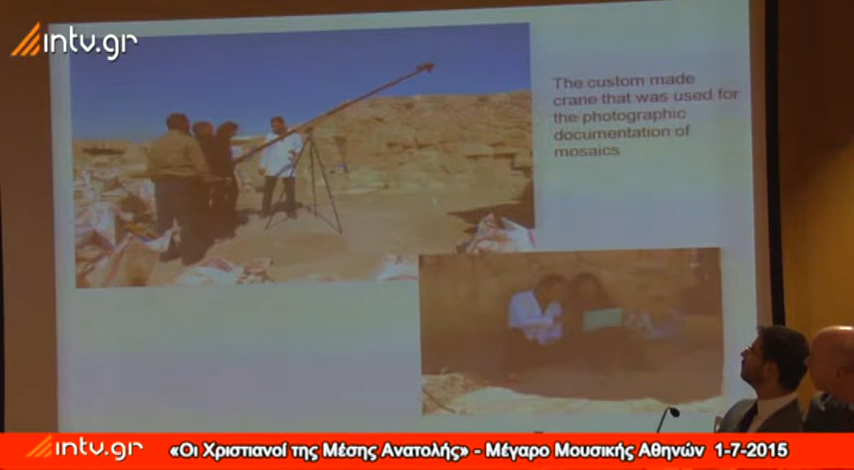 intv.gr
The custom made
crane that was used for
the photographic
documentation of
mosaics
intv.gr «Οι Χριστιανοί της Μέσης Ανατολής» - Μέγαρο Μουσικής Αθηνών 1-7-2015